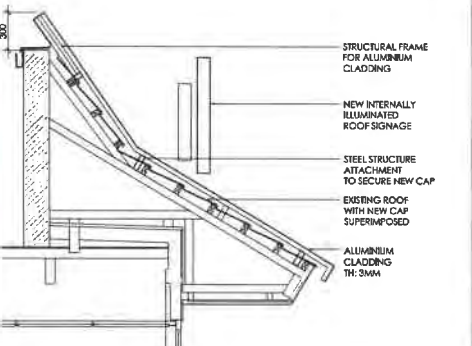 300
STRUCTURAL FRAME
FOR ALUMINIUM
CLADDING
NEW INTERNALLY
ILLUMINATED
ROOF SIGNAGE
STEEL STRUCTURE
ATTACHMENT
TO SECURE NEW CAP
EXISTING ROOF
WITH NEW CAP
SUPERIMPOSED
ALUMINIUM
CLADDING
TH: 3MM